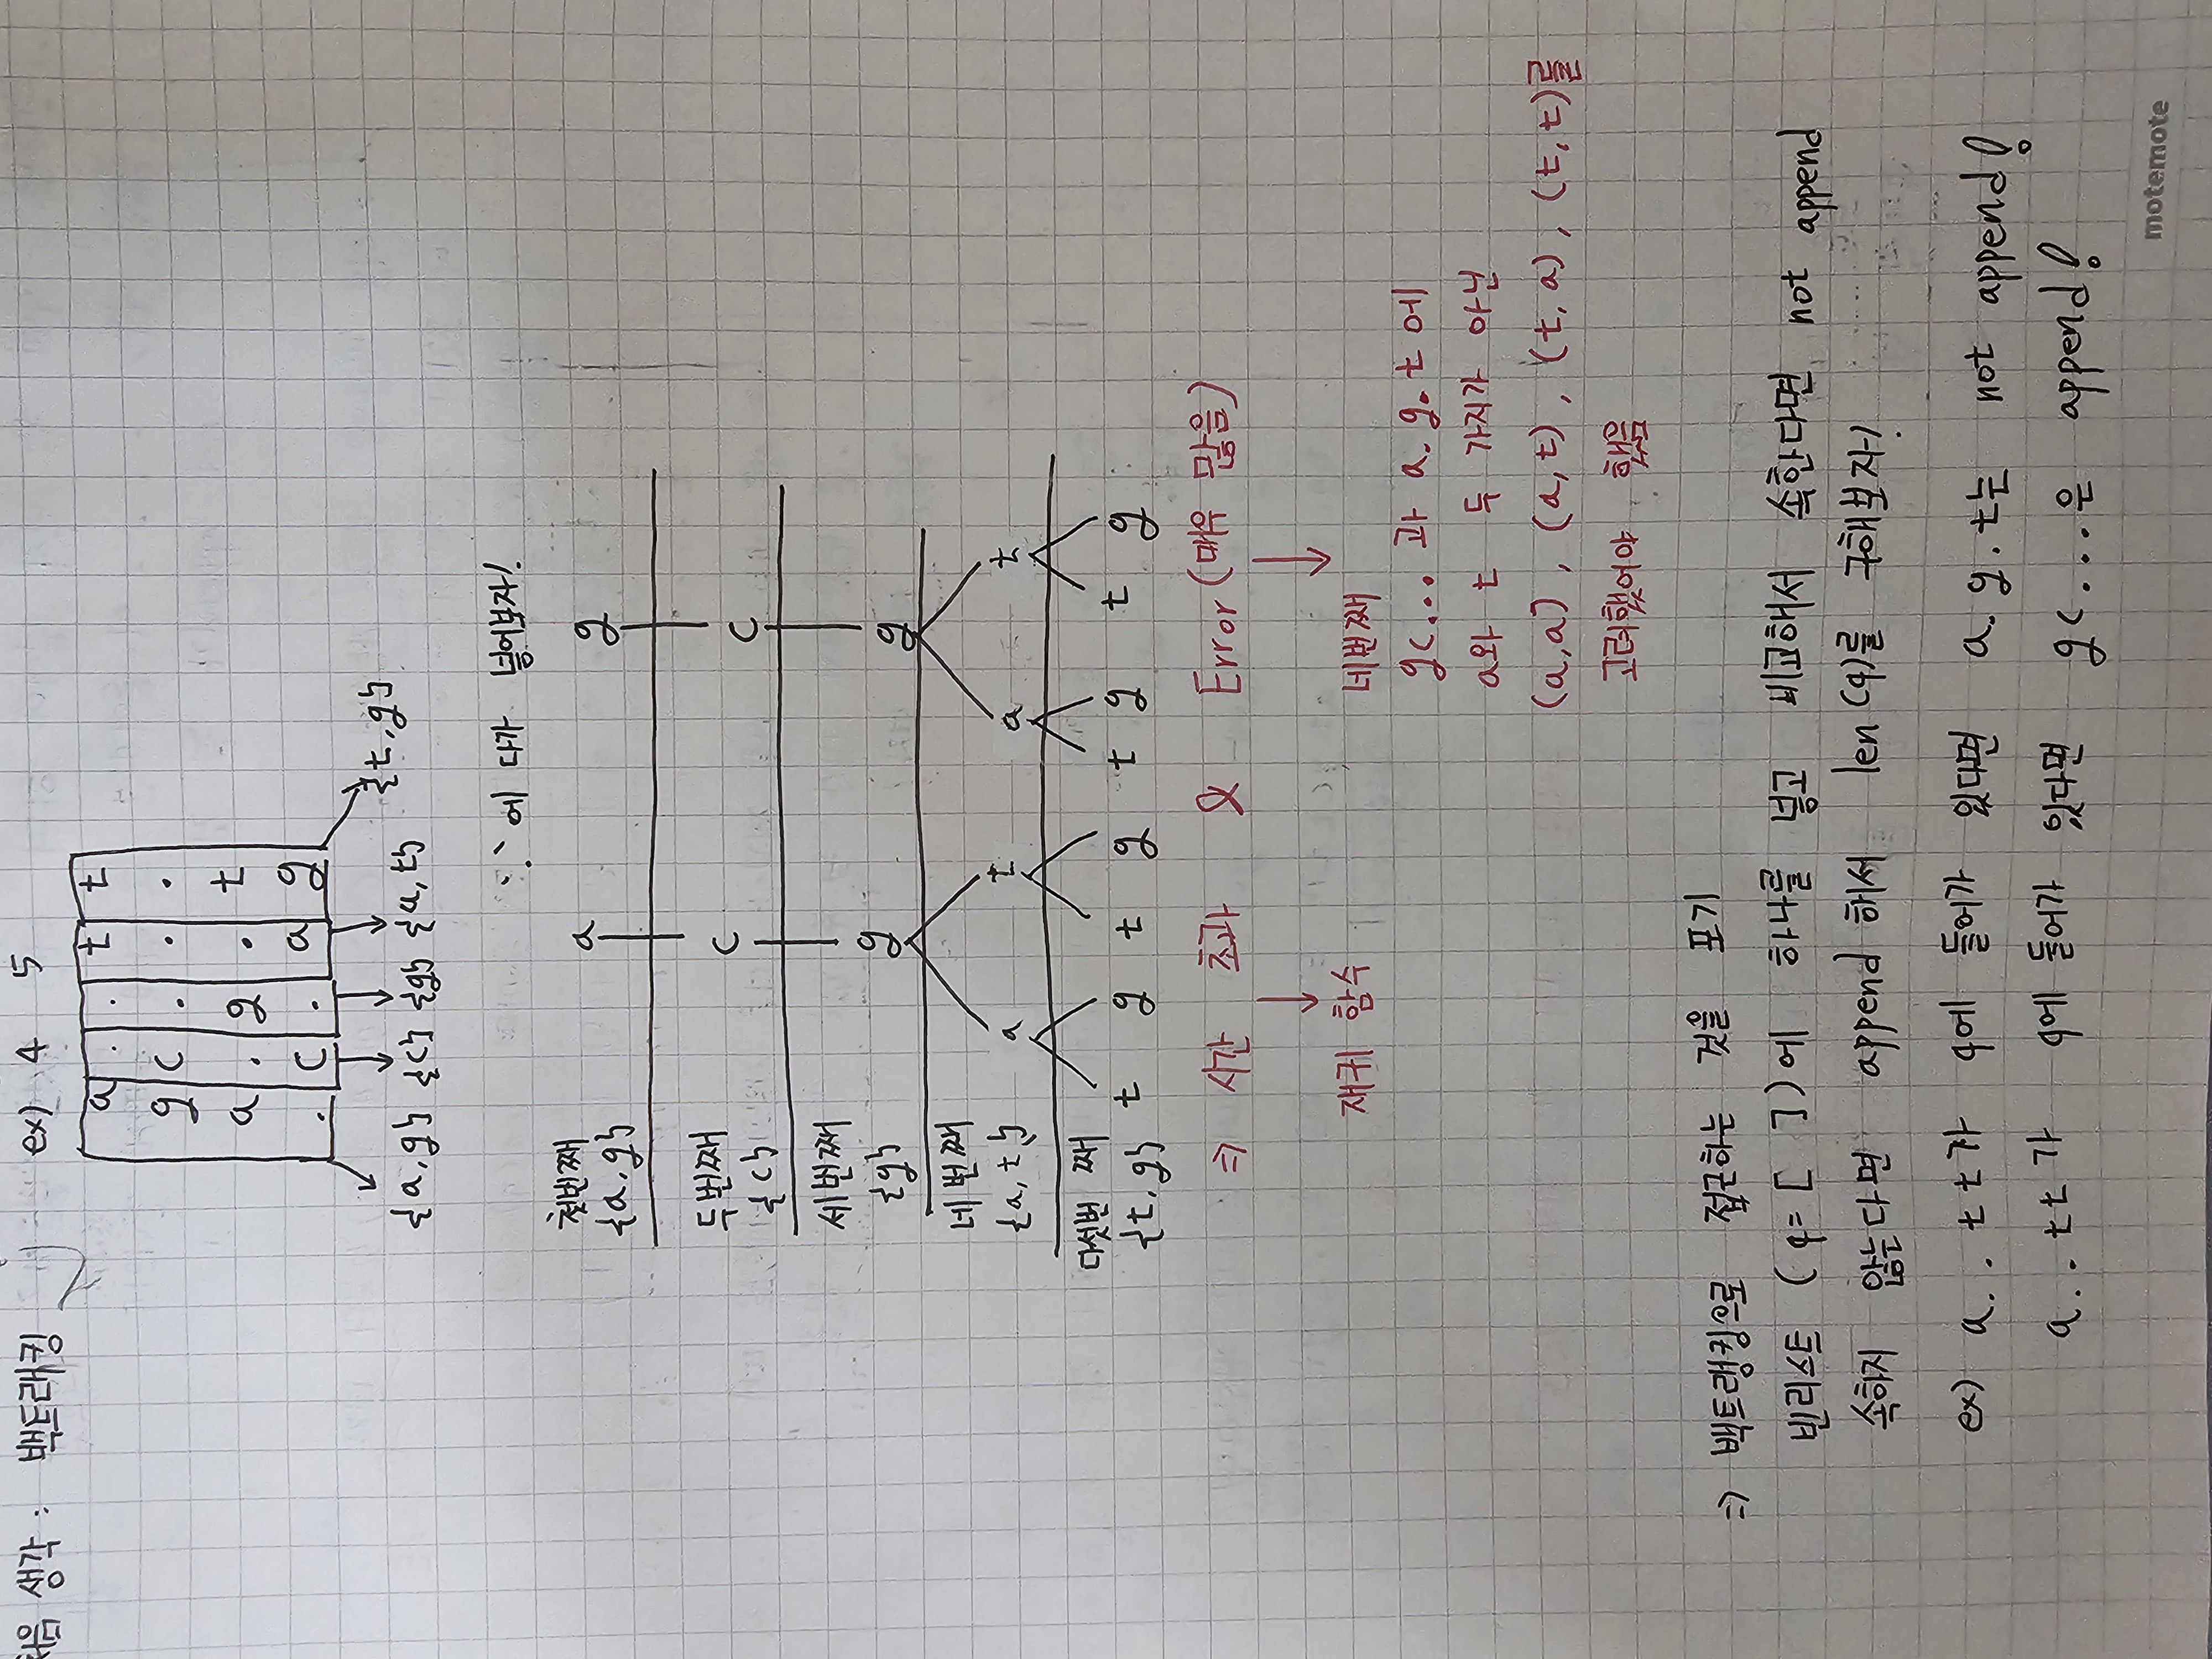 처음 생각 : 백트래킹
ex) 4 5
a . . t t
g c . . .
a . g . t
. c . a g
{a, g} {c} {g} {a, t} {t, g}
'.'에 다가 넣어보자!
첫번째 a g
{a, g}
두번째 c c
{c}
세번째
{g} g g
네번째
{a, t} a t a t
다섯번 째
{t, g} t g t g t g t g
⇒ 시간 초과 & Error (매우 많음)
재귀 함수
네번째
gc... 과 a.g.t에
a와 t 두 가지가 아닌
(a,a), (a,t), (t,a), (t,t)를
고려했어야 했음
⇒ 백트랭킹으로 접근하는 것을 포기
빈리스트 (q=[ ])에 하나를 넣고 비교해서 속한다면 not append
속하지 않는다면 append 해서 len(q)를 구해보자!
ex) a..tt가 q에 들어가 있다면 a.g.t는 not append!
a..tt가 q에 들어가 있다면 gc...은 append!
motemote